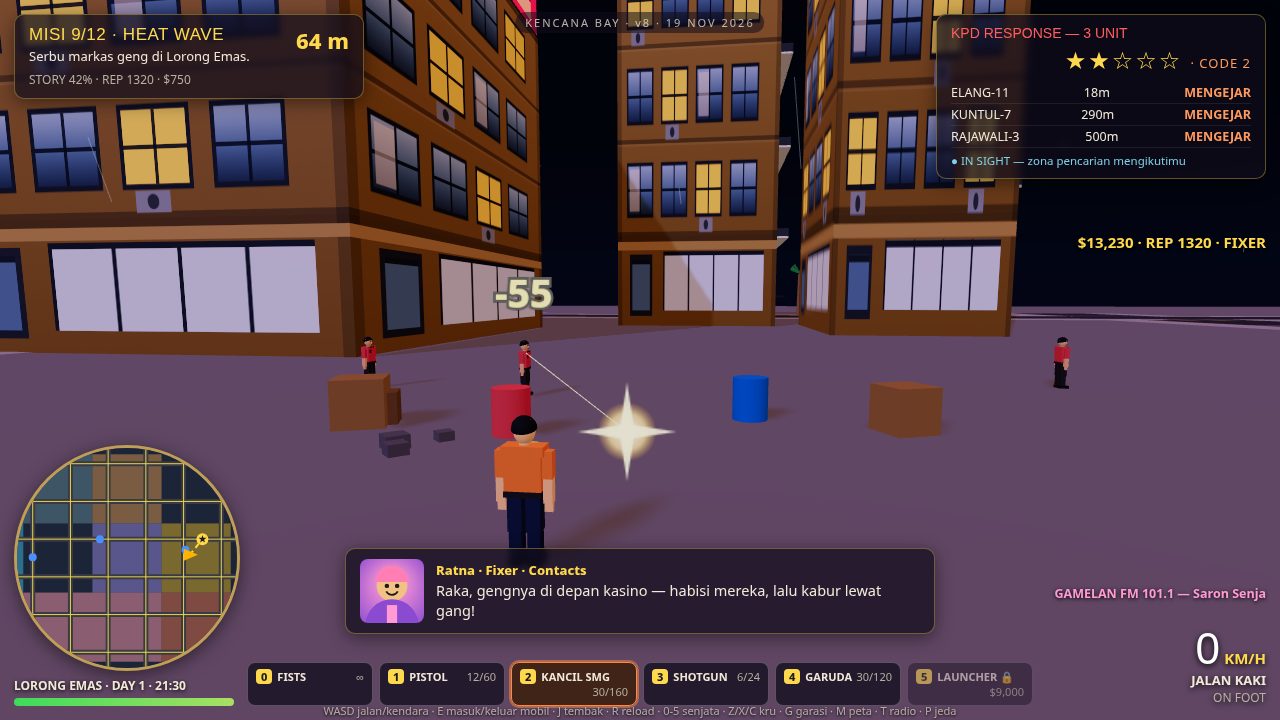 KENCANA BAY · v8 · 19 NOV 2026
MISI 9/12 · HEAT WAVE
64 m
Serbu markas geng di Lorong Emas.
STORY 42% · REP 1320 · $750
KPD RESPONSE — 3 UNIT
★★☆☆☆ · CODE 2
ELANG-11 18m MENGEJAR
KUNTUL-7 290m MENGEJAR
RAJAWALI-3 500m MENGEJAR
● IN SIGHT — zona pencarian mengikutimu
$13,230 · REP 1320 · FIXER
-55
Ratna · Fixer · Contacts
Raka, gengnya di depan kasino — habisi mereka, lalu kabur lewat
gang!
GAMELAN FM 101.1 — Saron Senja
0 KM/H
JALAN KAKI
ON FOOT
LORONG EMAS · DAY 1 · 21:30
0 FISTS ∞
1 PISTOL 12/60
2 KANCIL SMG
30/160
3 SHOTGUN 6/24
4 GARUDA 30/120
5 LAUNCHER 🔒
$9,000
WASD jalan/kendara · E masuk/keluar mobil · J tembak · R reload · 0-5 senjata · Z/X/C kru · G garasi · M peta · T radio · P jeda